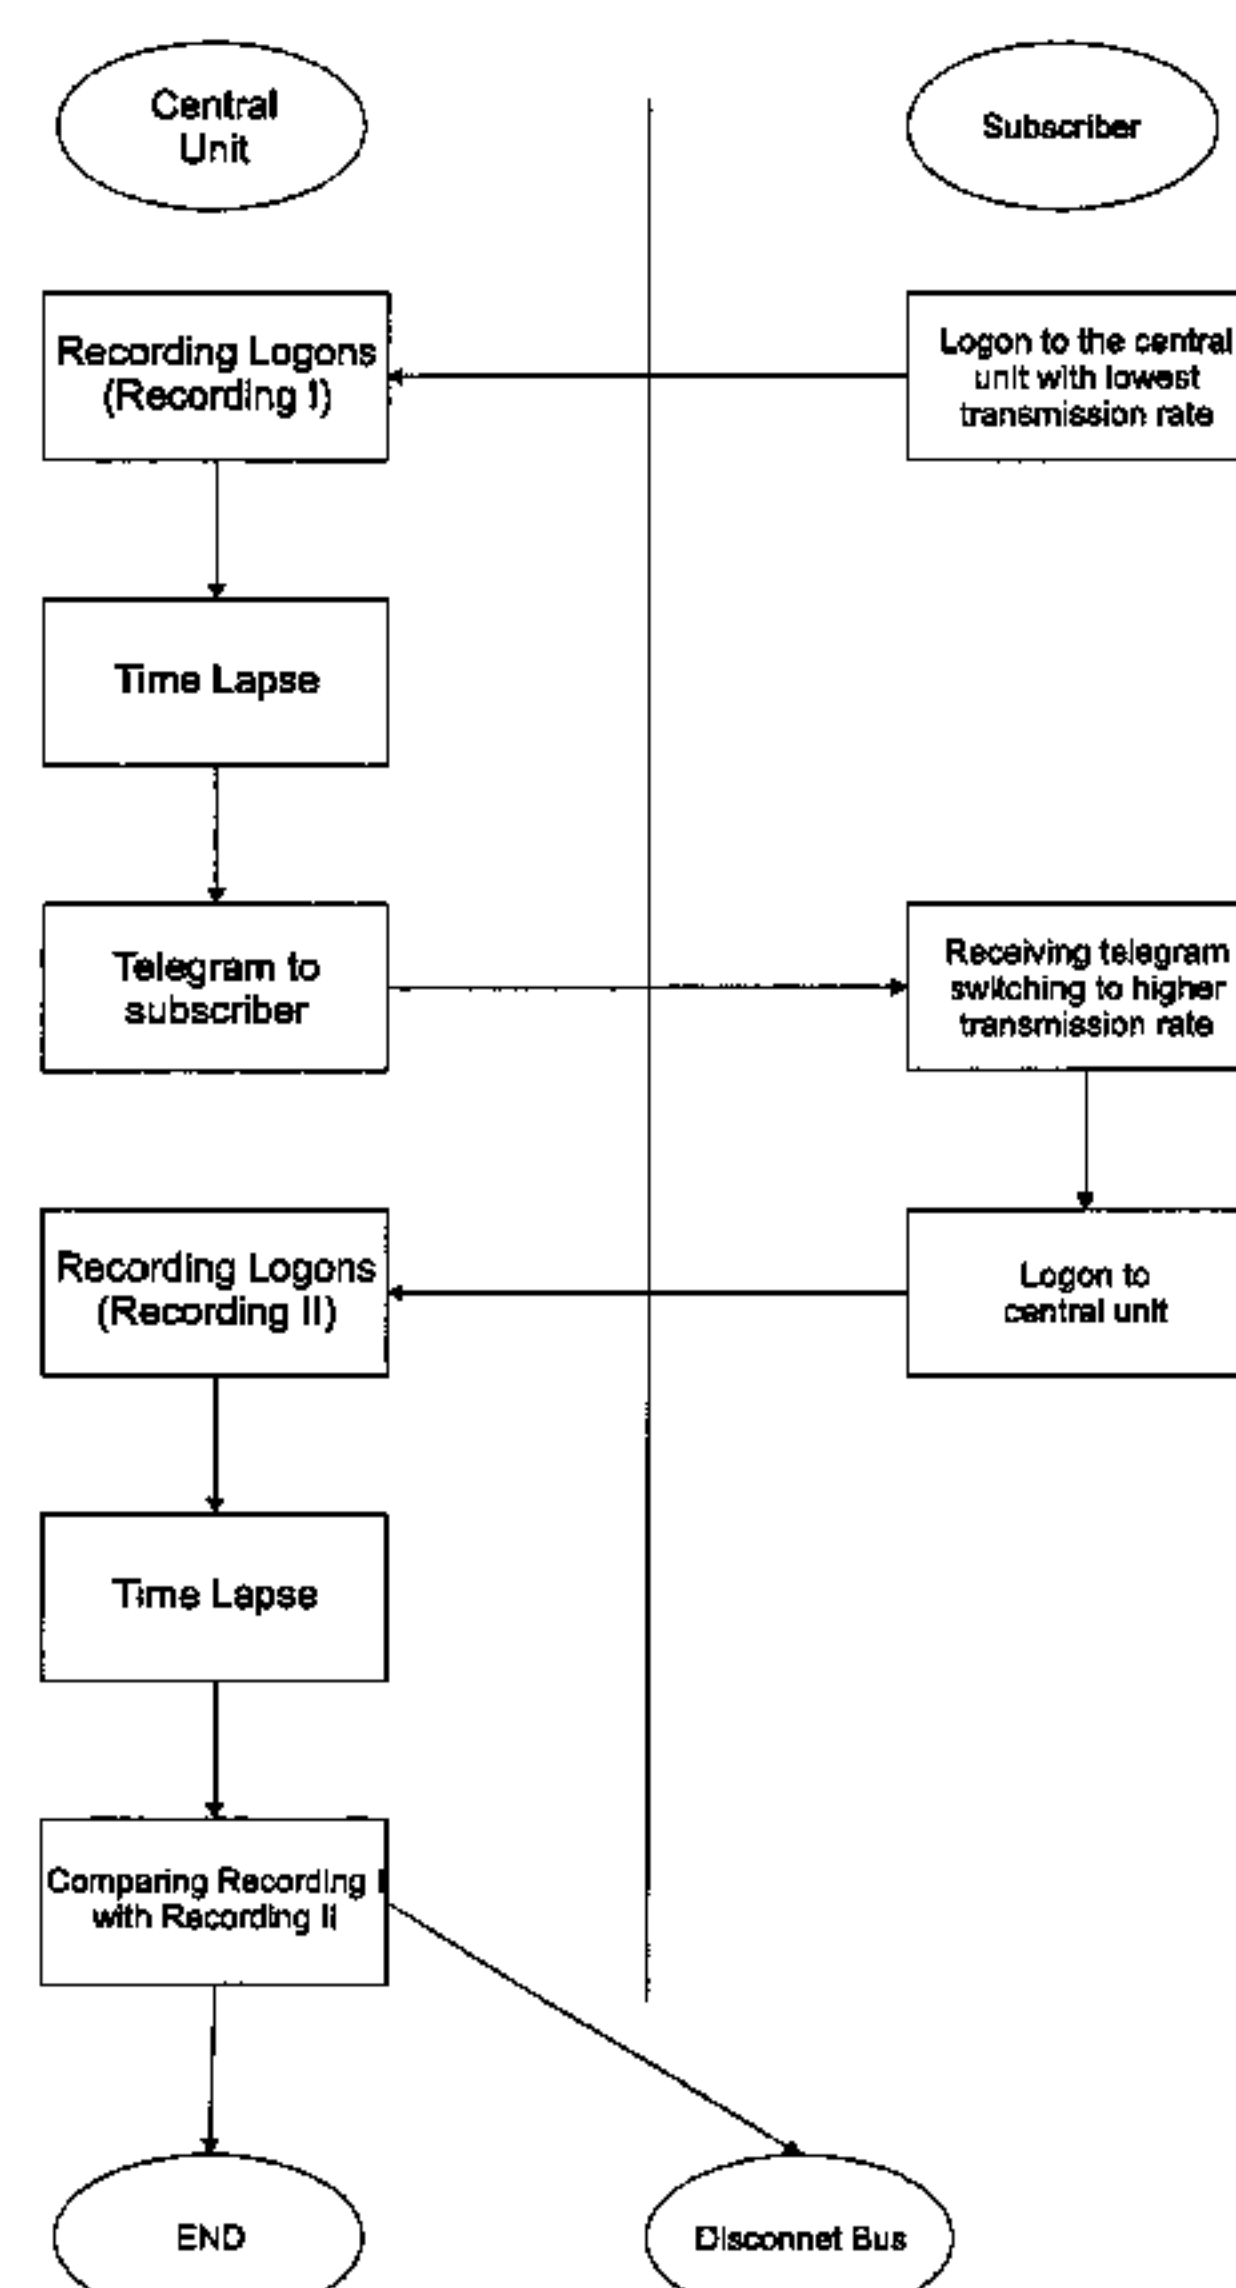 Central
Unit
Subscriber
Recording Logons
(Recording I)
Logon to the central
unit with lowest
transmission rate
Time Lapse
Telegram to
subscriber
Receiving telegram
switching to higher
transmission rate
Recording Logons
(Recording II)
Logon to
central unit
Time Lapse
Comparing Recording I
with Recording II
END
Disconnet Bus